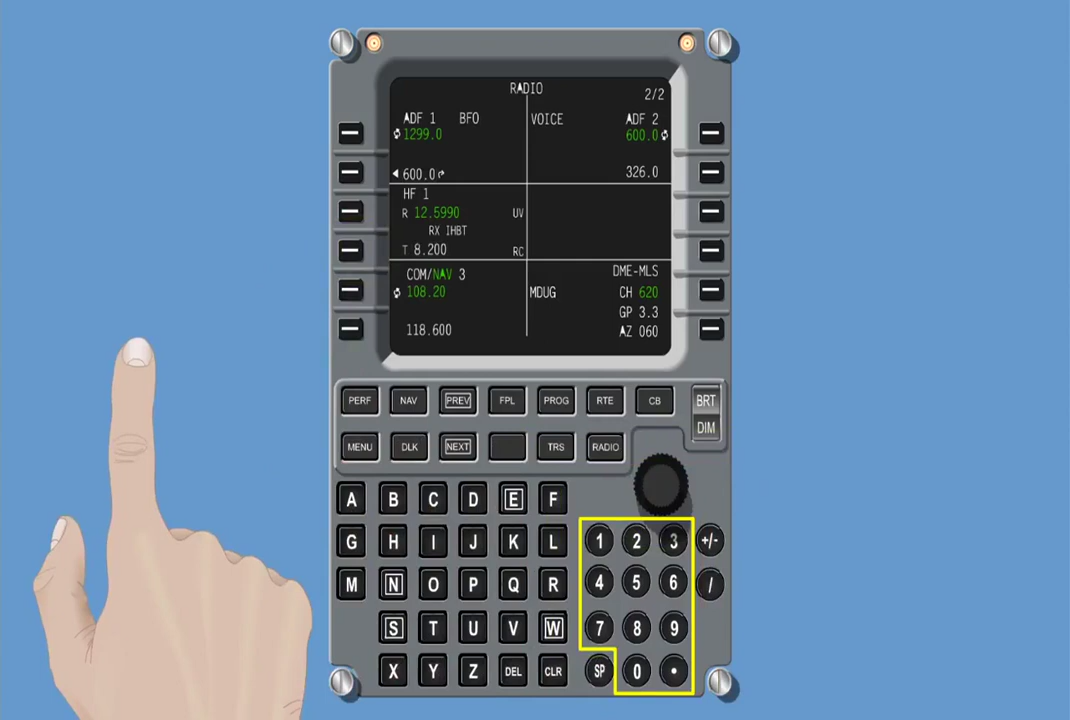 RADIO
2/2
ADF 1 BFO VOICE ADF 2
1299.0 600.0
600.0 326.0
HF 1
R 12.5990 UV
RX IHBT
T 8.200 RC
COM/NAV 3 DME-MLS
108.20 MDUG CH 620
GP 3.3
118.600 AZ 060
PERF NAV PREV FPL PROG RTE CB BRT
DIM
MENU DLK NEXT TRS RADIO
A B C D E F
G H I J K L 1 2 3 +/-
M N O P Q R 4 5 6 /
S T U V W 7 8 9
X Y Z DEL CLR SP 0 •